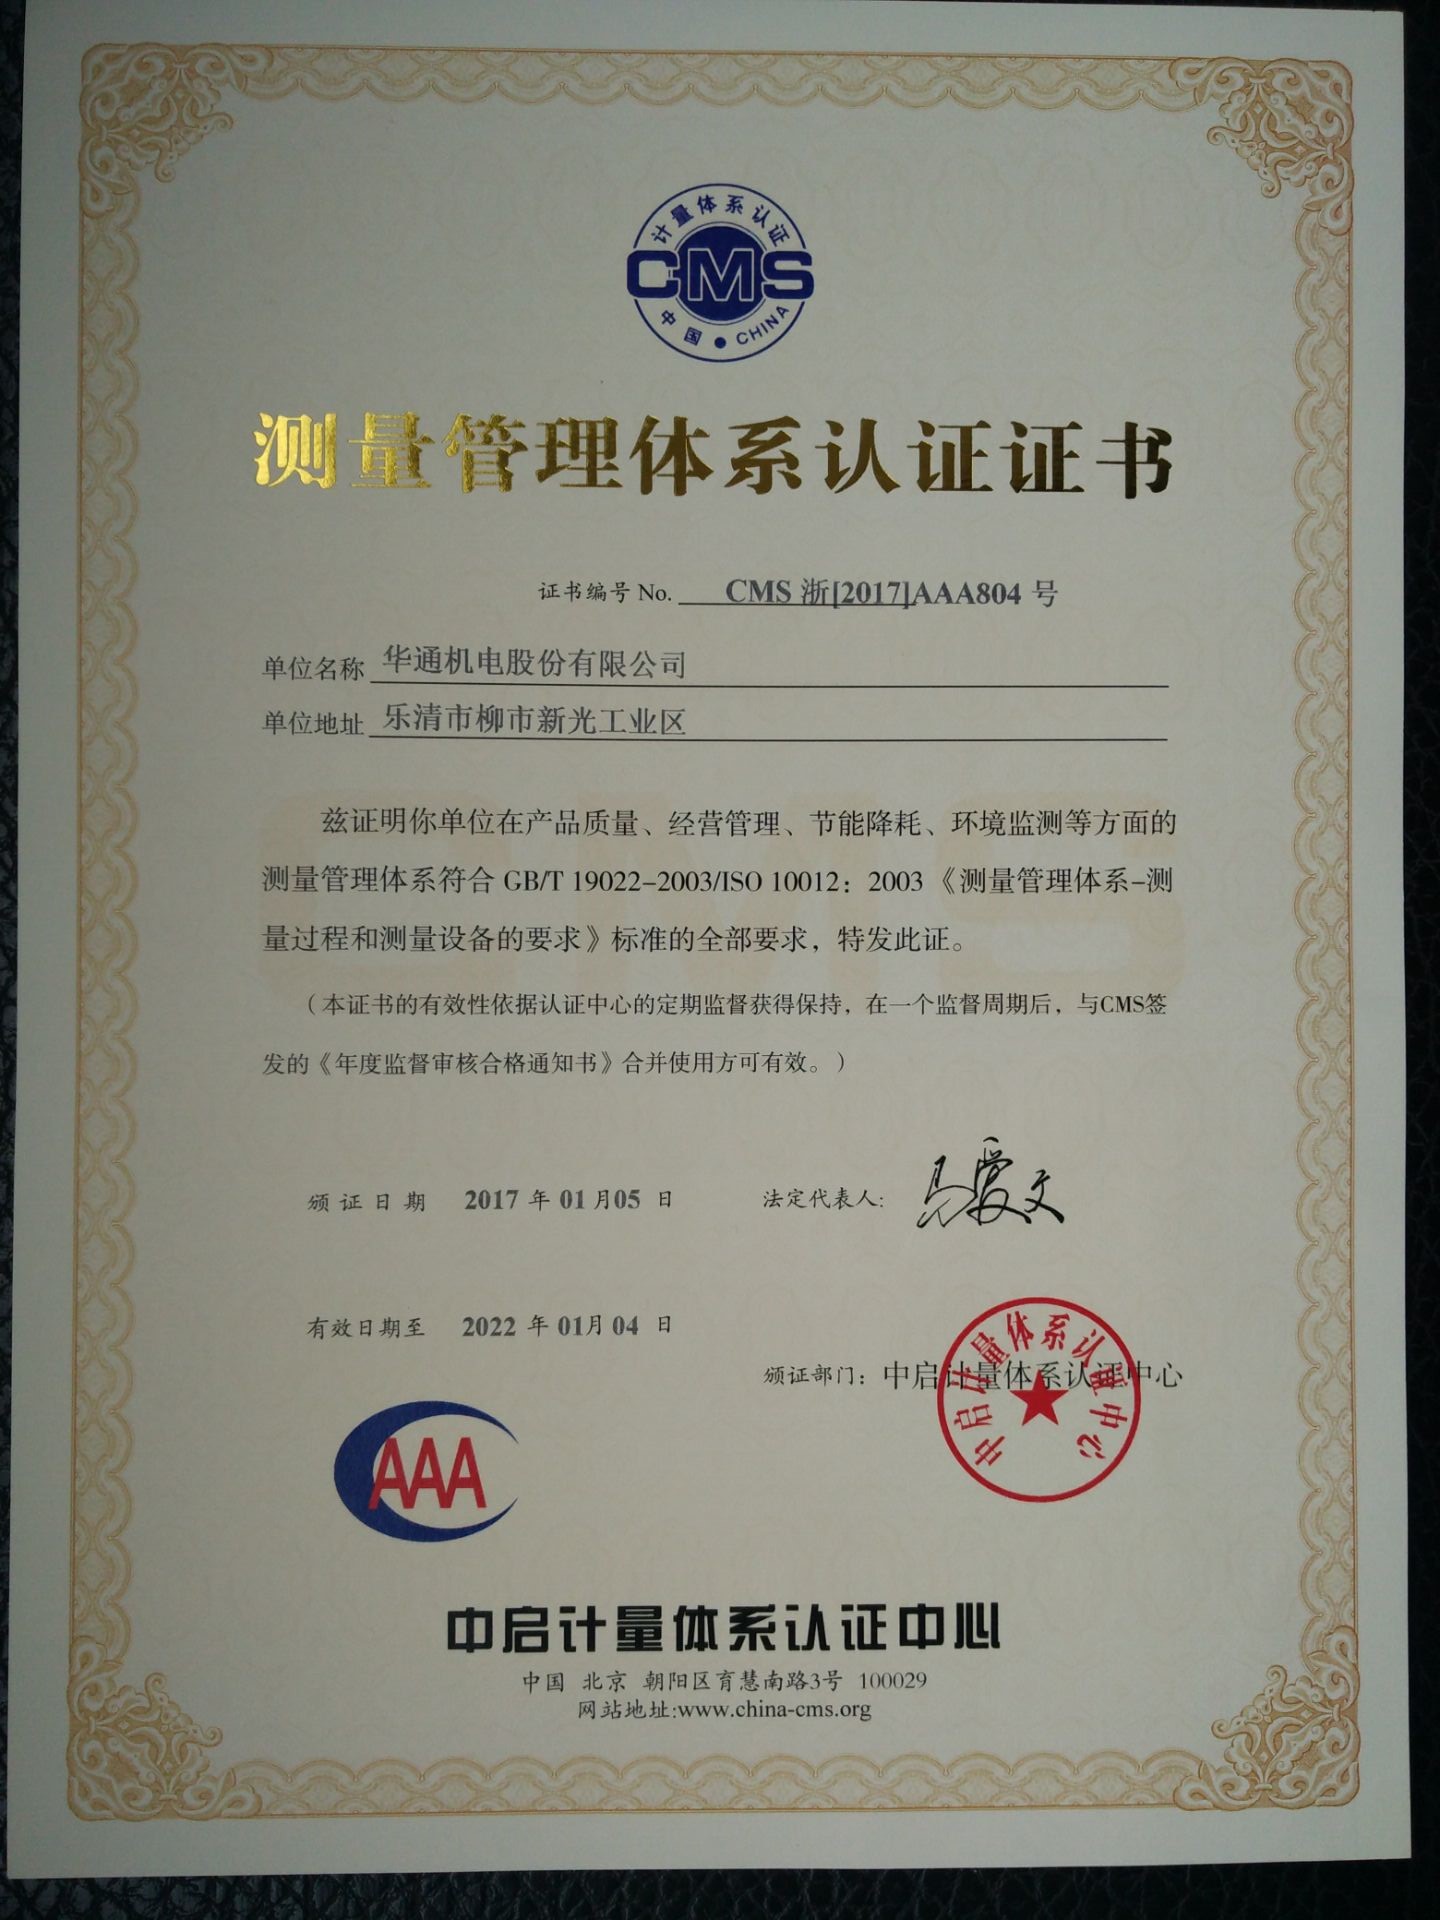 计量体系认证
CMS
中国 • CHINA
测量管理体系认证证书
证书编号 No. CMS 浙[2017]AAA804 号
单位名称 华通机电股份有限公司
单位地址 乐清市柳市新光工业区
兹证明你单位在产品质量、经营管理、节能降耗、环境监测等方面的
测量管理体系符合 GB/T 19022-2003/ISO 10012：2003《测量管理体系-测
量过程和测量设备的要求》标准的全部要求，特发此证。
（本证书的有效性依据认证中心的定期监督获得保持，在一个监督周期后，与CMS签
发的《年度监督审核合格通知书》合并使用方可有效。）
颁证日期 2017 年 01 月 05 日 法定代表人: 马爱文
有效日期至 2022 年 01 月 04 日
颁证部门：中启计量体系认证中心
中启计量体系认证中心
AAA
中启计量体系认证中心
中国 北京 朝阳区育慧南路3号 100029
网站地址:www.china-cms.org